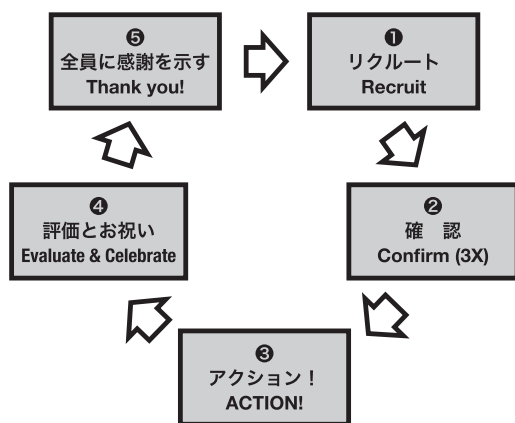 ❶
リクルート
Recruit
❷
確　認
Confirm (3X)
❸
アクション！
ACTION!
❹
評価とお祝い
Evaluate & Celebrate
❺
全員に感謝を示す
Thank you!